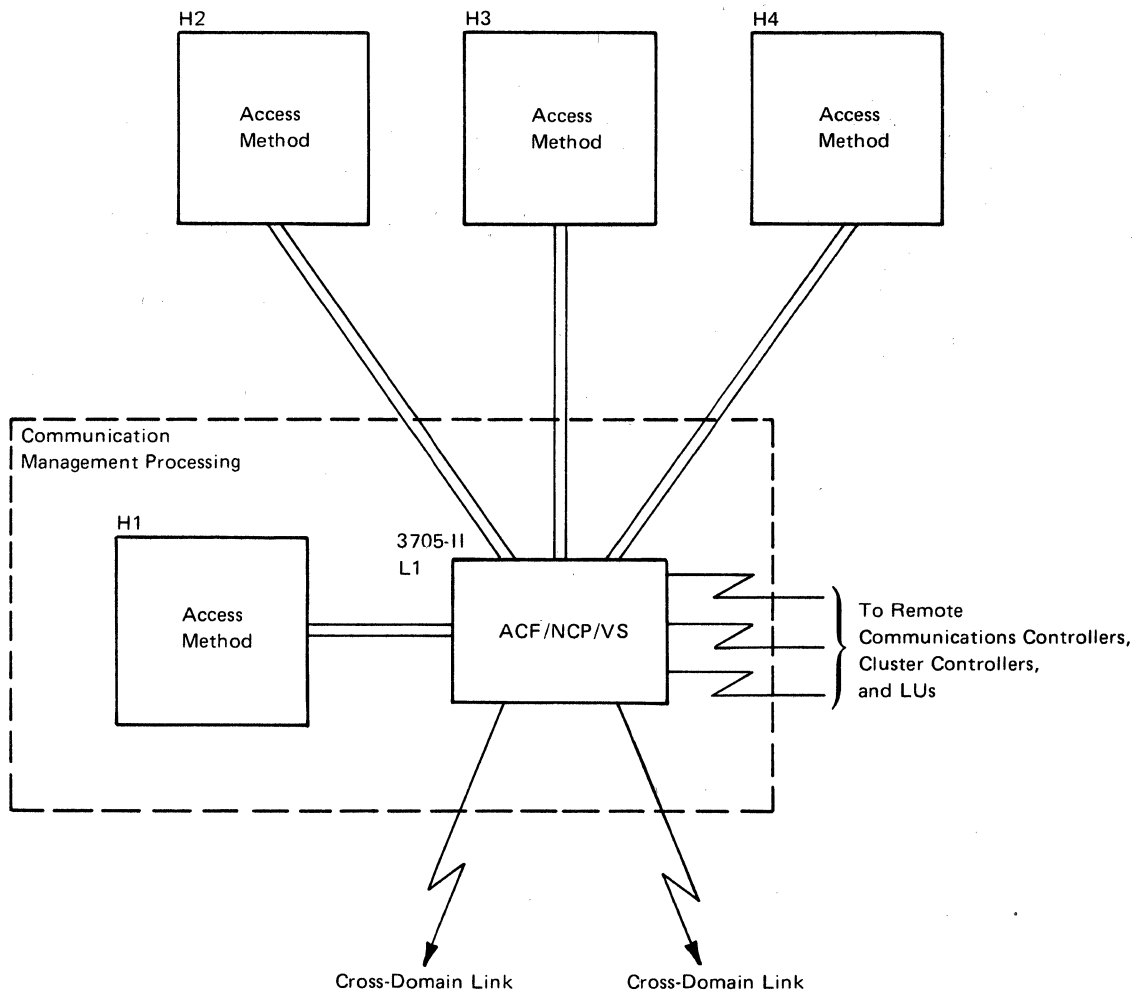 H2
H3
H4
Access
Method
Access
Method
Access
Method
Communication
Management Processing
H1
3705-II
L1
Access
Method
ACF/NCP/VS
To Remote
Communications Controllers,
Cluster Controllers,
and LUs
Cross-Domain Link
Cross-Domain Link